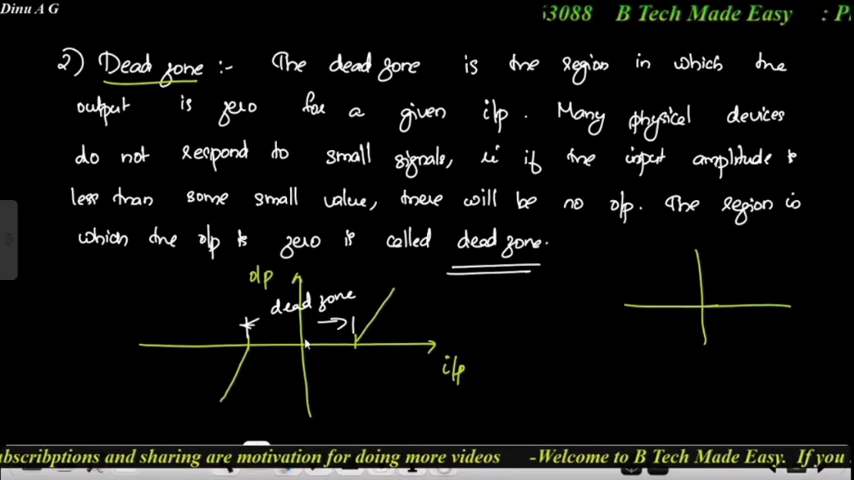 Dinu A G
63088 B Tech Made Easy : P
2) Dead zone :- The dead zone is the region in which the
output is zero for a given i/p. Many physical devices
do not respond to small signals, ie if the input amplitude is
less than some small value, there will be no o/p. The region in
which the o/p is zero is called dead zone.
o/p
dead zone
i/p
ubscribptions and sharing are motivation for doing more videos -Welcome to B Tech Made Easy. If you